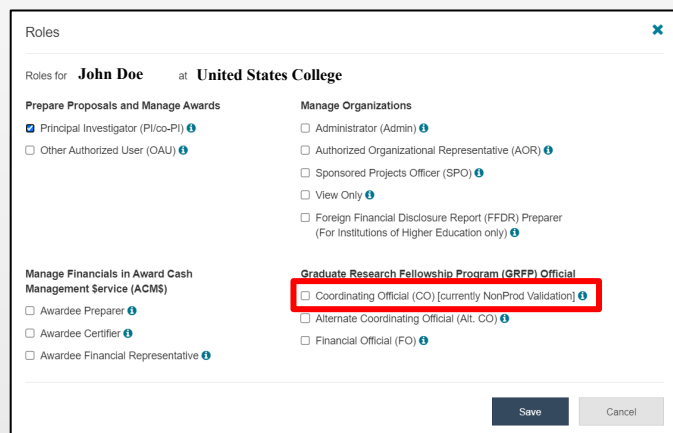 Roles
Roles for John Doe at United States College
Prepare Proposals and Manage Awards
Principal Investigator (PI/co-PI)
Other Authorized User (OAU)
Manage Organizations
Administrator (Admin)
Authorized Organizational Representative (AOR)
Sponsored Projects Officer (SPO)
View Only
Foreign Financial Disclosure Report (FFDR) Preparer
(For Institutions of Higher Education only)
Manage Financials in Award Cash
Management $ervice (ACM$)
Awardee Preparer
Awardee Certifier
Awardee Financial Representative
Graduate Research Fellowship Program (GRFP) Official
Coordinating Official (CO) [currently NonProd Validation]
Alternate Coordinating Official (Alt. CO)
Financial Official (FO)
Save
Cancel